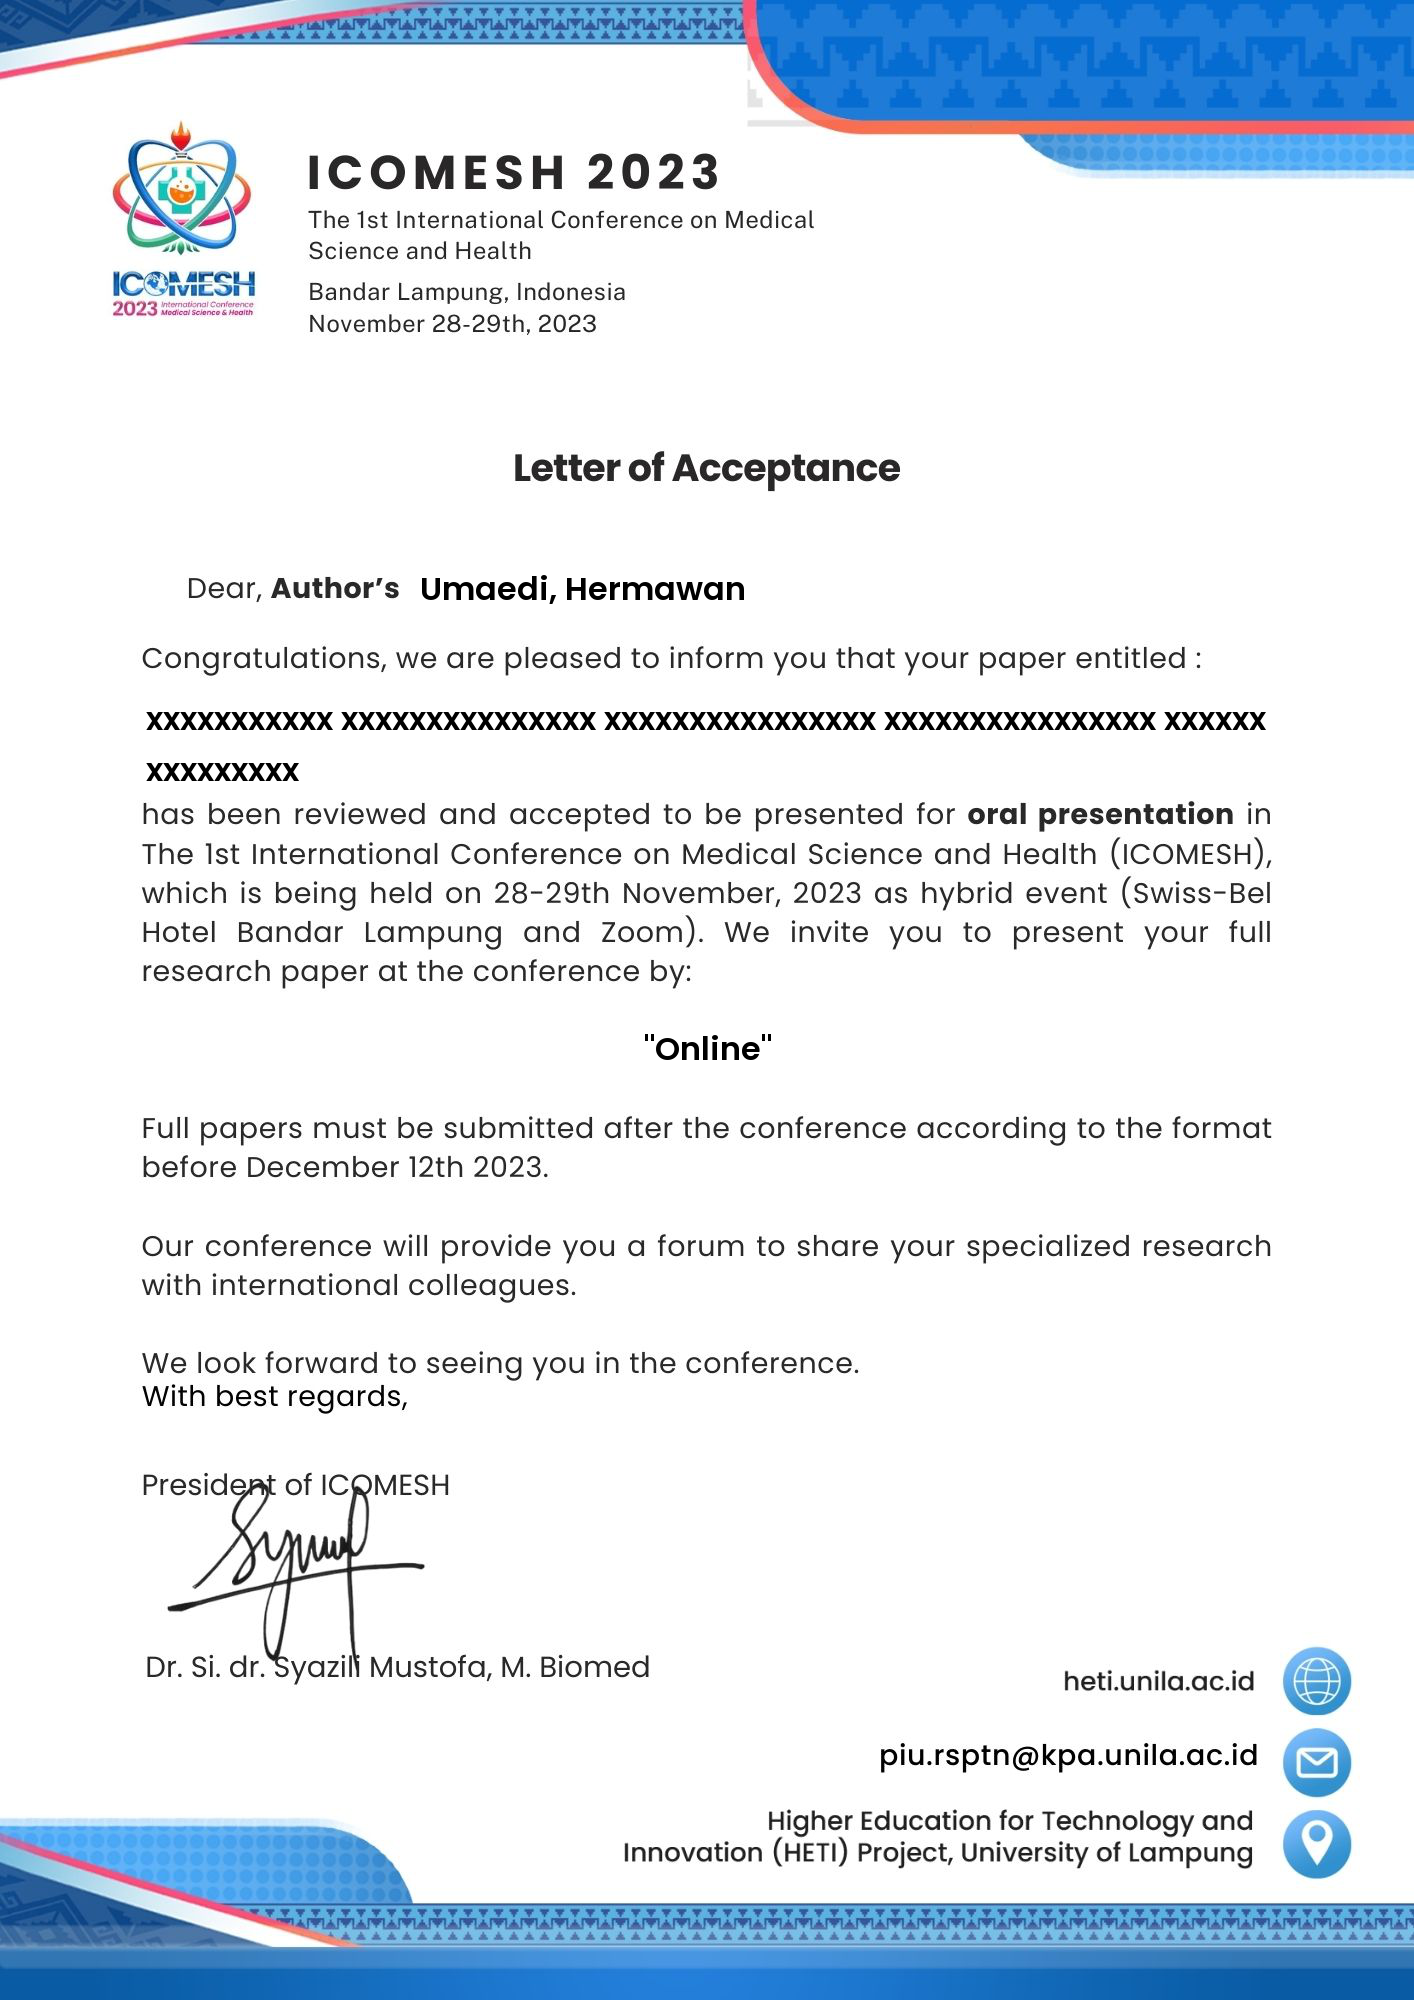 ICOMESH 2023
The 1st International Conference on Medical
Science and Health
Bandar Lampung, Indonesia
November 28-29th, 2023
ICOMESH
2023 International Conference
Medical Science & Health
Letter of Acceptance
Dear, Author’s Umaedi, Hermawan
Congratulations, we are pleased to inform you that your paper entitled :
xxxxxxxxxxx xxxxxxxxxxxxxxx xxxxxxxxxxxxxxxx xxxxxxxxxxxxxxxx xxxxxx
xxxxxxxxx
has been reviewed and accepted to be presented for oral presentation in
The 1st International Conference on Medical Science and Health (ICOMESH),
which is being held on 28-29th November, 2023 as hybrid event (Swiss-Bel
Hotel Bandar Lampung and Zoom). We invite you to present your full
research paper at the conference by:
"Online"
Full papers must be submitted after the conference according to the format
before December 12th 2023.
Our conference will provide you a forum to share your specialized research
with international colleagues.
We look forward to seeing you in the conference.
With best regards,
President of ICOMESH
Dr. Si. dr. Syazili Mustofa, M. Biomed
heti.unila.ac.id
piu.rsptn@kpa.unila.ac.id
Higher Education for Technology and
Innovation (HETI) Project, University of Lampung